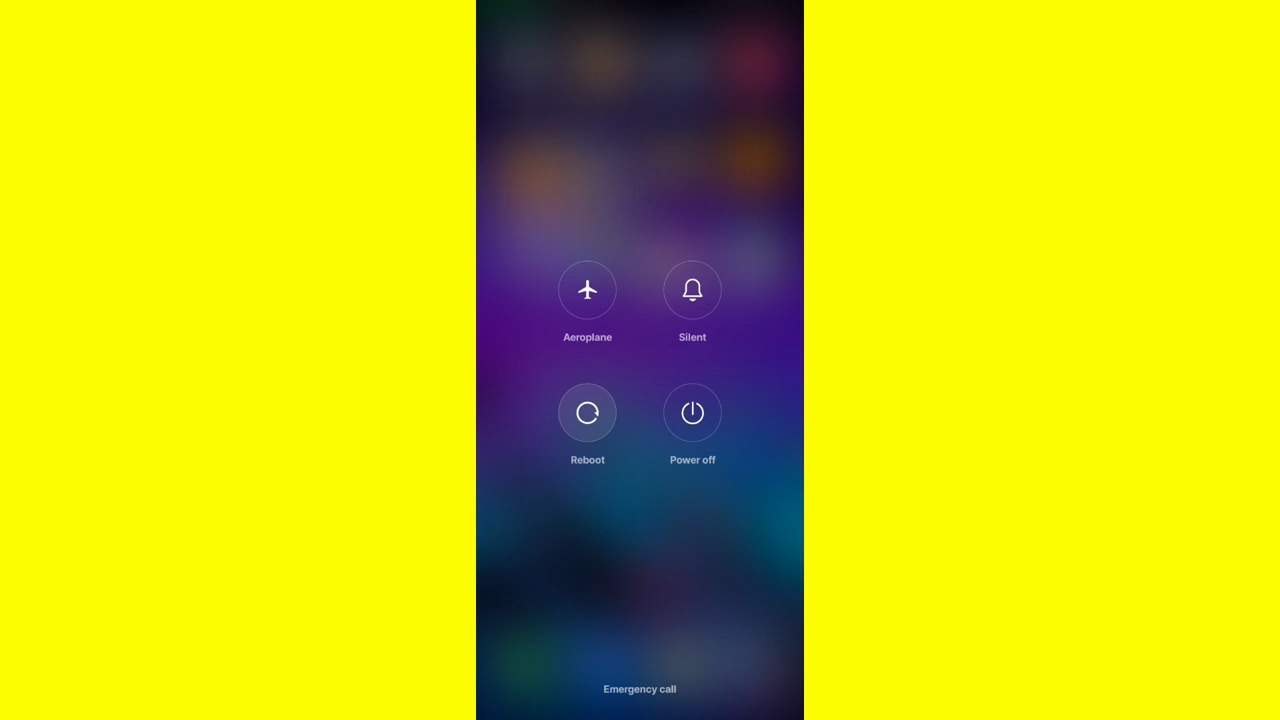 Aeroplane
Silent
Reboot
Power off
Emergency call